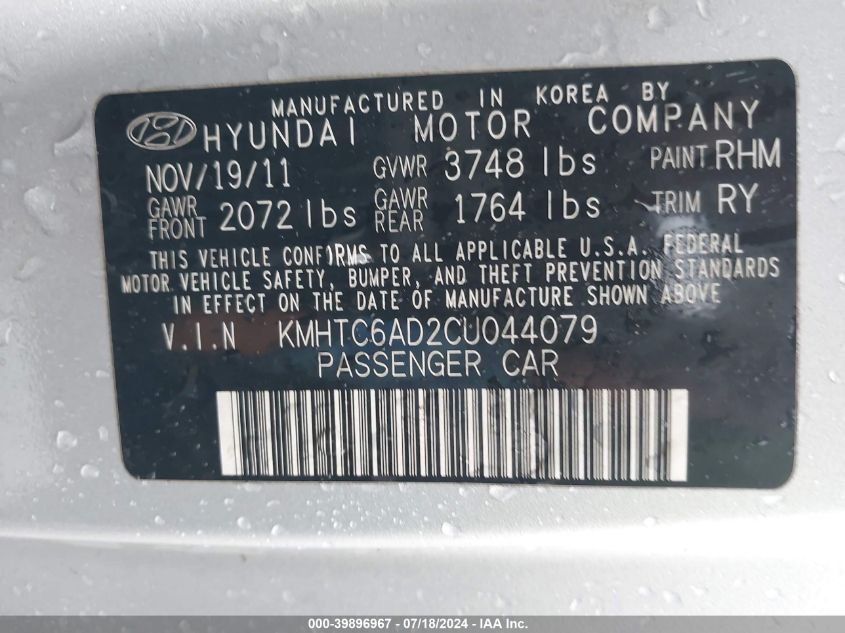 MANUFACTURED IN KOREA BY
HYUNDAI MOTOR COMPANY
NOV/19/11 GVWR 3748 lbs PAINT RHM
GAWR FRONT 2072 lbs GAWR REAR 1764 lbs TRIM RY
THIS VEHICLE CONFIRMS TO ALL APPLICABLE U.S.A. FEDERAL
MOTOR VEHICLE SAFETY, BUMPER, AND THEFT PREVENTION STANDARDS
IN EFFECT ON THE DATE OF MANUFACTURE SHOWN ABOVE
V.I.N KMHTC6AD2CU044079
PASSENGER CAR
000-39896967 - 07/18/2024 - IAA Inc.